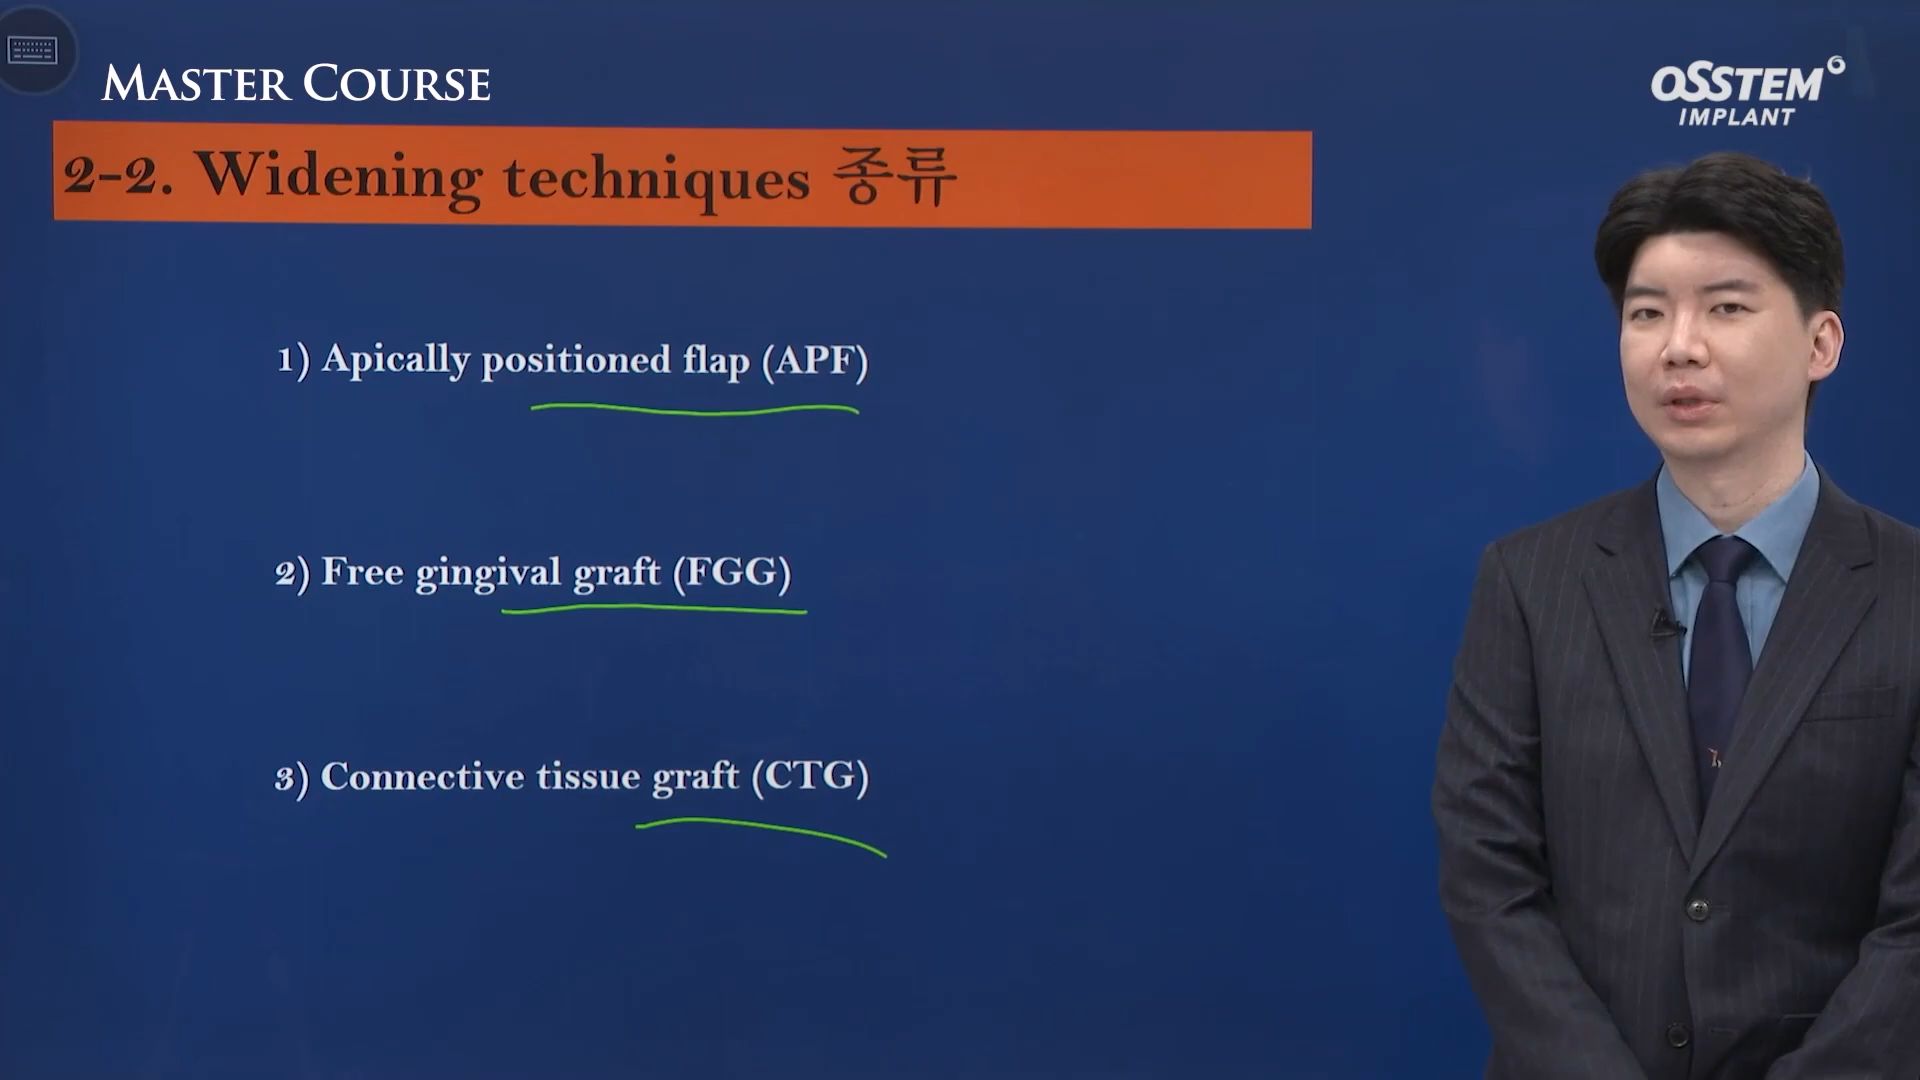 MASTER COURSE
OSSTEM
IMPLANT
2-2. Widening techniques 종류
1) Apically positioned flap (APF)
2) Free gingival graft (FGG)
3) Connective tissue graft (CTG)